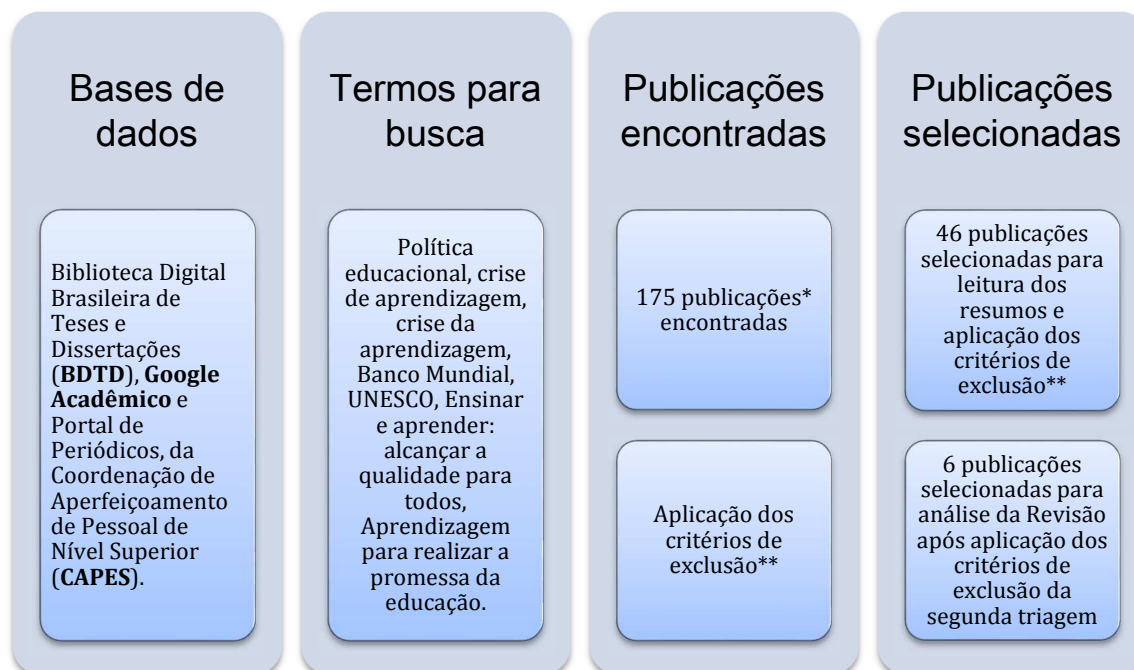 Bases de
dados
Biblioteca Digital
Brasileira de
Teses e
Dissertações
(BDTD), Google
Acadêmico e
Portal de
Periódicos, da
Coordenação de
Aperfeiçoamento
de Pessoal de
Nível Superior
(CAPES).
Termos para
busca
Política
educacional, crise
de aprendizagem,
crise da
aprendizagem,
Banco Mundial,
UNESCO, Ensinar
e aprender:
alcançar a
qualidade para
todos,
Aprendizagem
para realizar a
promessa da
educação.
Publicações
encontradas
175 publicações*
encontradas
Aplicação dos
critérios de
exclusão**
Publicações
selecionadas
46 publicações
selecionadas para
leitura dos
resumos e
aplicação dos
critérios de
exclusão**
6 publicações
selecionadas para
análise da Revisão
após aplicação dos
critérios de
exclusão da
segunda triagem